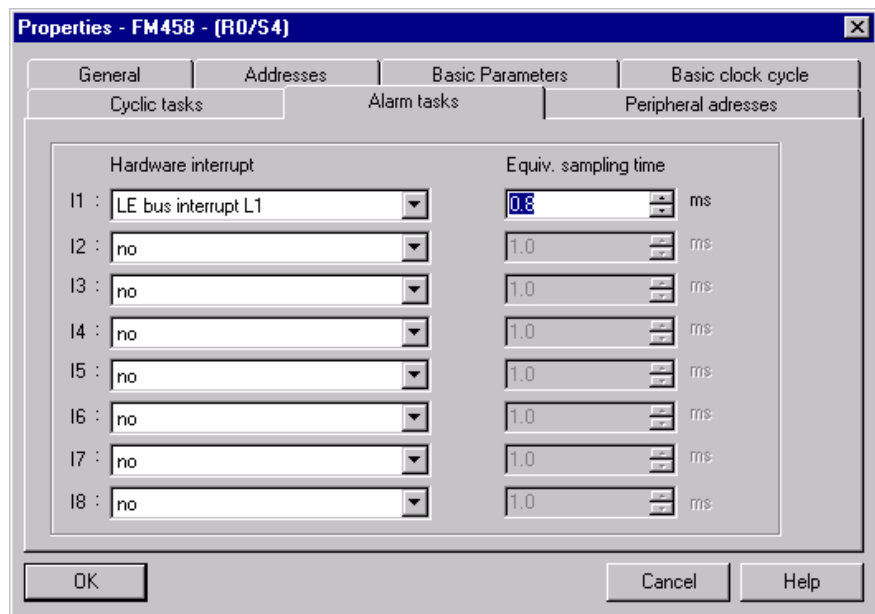 Properties - FM458 - (R0/S4)
General Addresses Basic Parameters Basic clock cycle
Cyclic tasks Alarm tasks Peripheral adresses
Hardware interrupt Equiv. sampling time
I1 : LE bus interrupt L1 0.8 ms
I2 : no 1.0 ms
I3 : no 1.0 ms
I4 : no 1.0 ms
I5 : no 1.0 ms
I6 : no 1.0 ms
I7 : no 1.0 ms
I8 : no 1.0 ms
OK Cancel Help